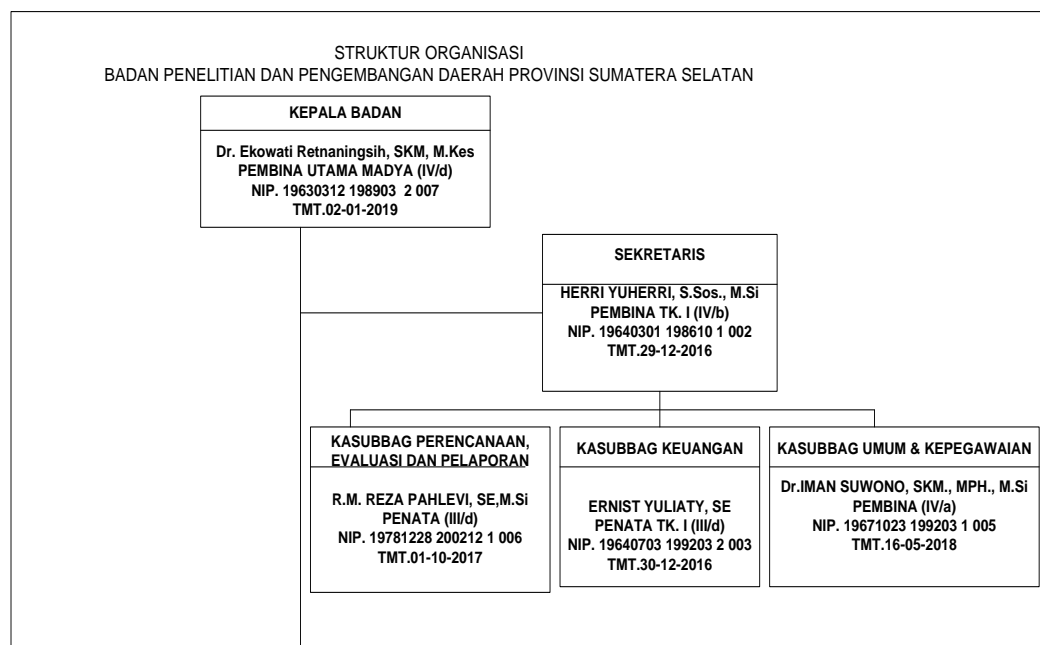 STRUKTUR ORGANISASI
BADAN PENELITIAN DAN PENGEMBANGAN DAERAH PROVINSI SUMATERA SELATAN
KEPALA BADAN
Dr. Ekowati Retnaningsih, SKM, M.Kes
PEMBINA UTAMA MADYA (IV/d)
NIP. 19630312 198903 2 007
TMT.02-01-2019
SEKRETARIS
HERRI YUHERRI, S.Sos., M.Si
PEMBINA TK. I (IV/b)
NIP. 19640301 198610 1 002
TMT.29-12-2016
KASUBBAG PERENCANAAN,
EVALUASI DAN PELAPORAN
R.M. REZA PAHLEVI, SE,M.Si
PENATA (III/d)
NIP. 19781228 200212 1 006
TMT.01-10-2017
KASUBBAG KEUANGAN
ERNIST YULIATY, SE
PENATA TK. I (III/d)
NIP. 19640703 199203 2 003
TMT.30-12-2016
KASUBBAG UMUM & KEPEGAWAIAN
Dr.IMAN SUWONO, SKM., MPH., M.Si
PEMBINA (IV/a)
NIP. 19671023 199203 1 005
TMT.16-05-2018